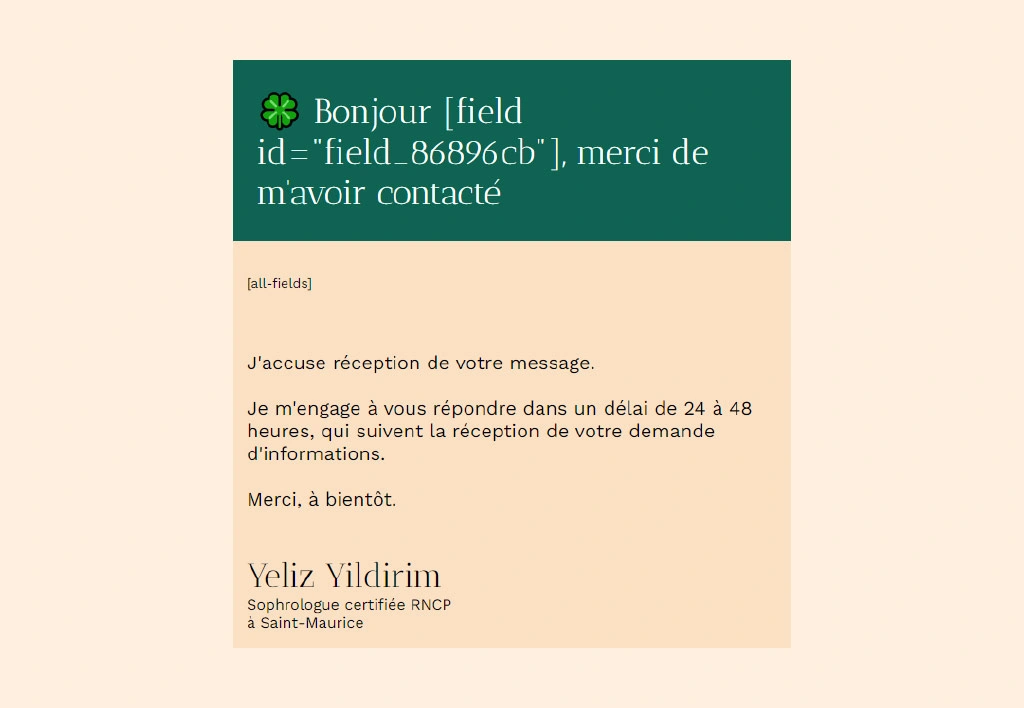 Bonjour [field
id="field_86896cb"], merci de
m'avoir contacté
[all-fields]
J'accuse réception de votre message.
Je m'engage à vous répondre dans un délai de 24 à 48
heures, qui suivent la réception de votre demande
d'informations.
Merci, à bientôt.
Yeliz Yildirim
Sophrologue certifiée RNCP
à Saint-Maurice